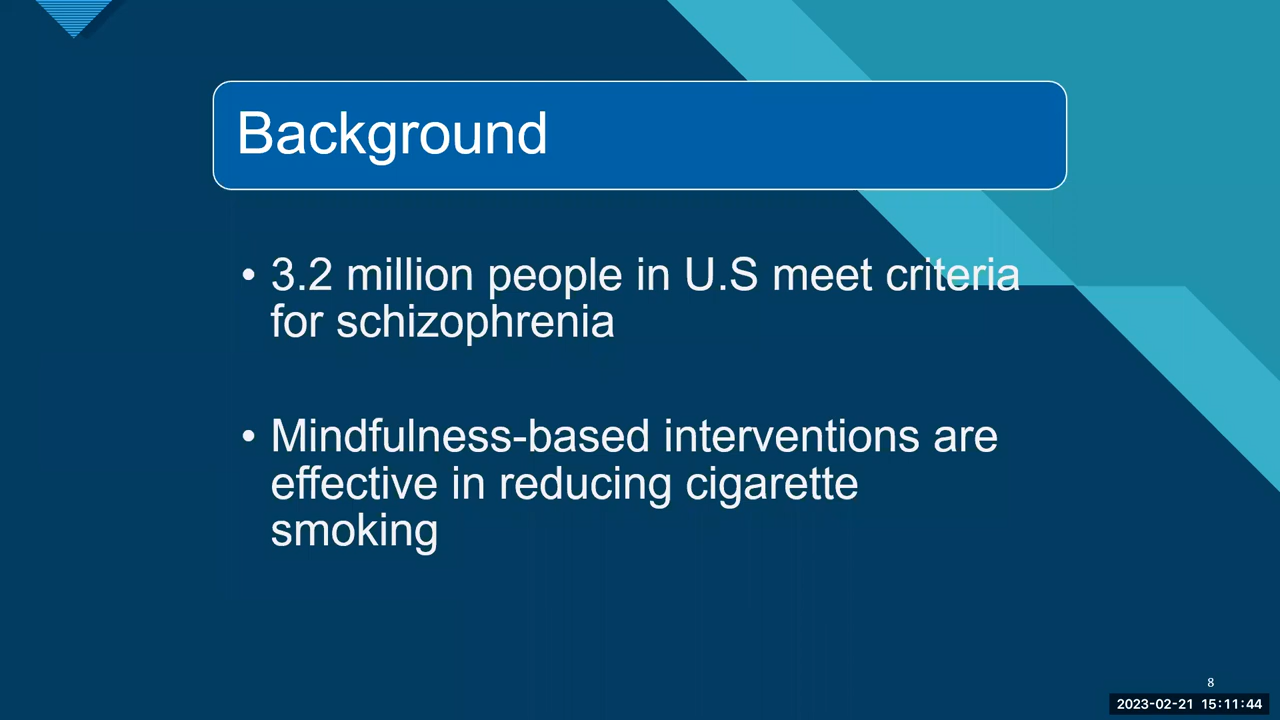 Background
• 3.2 million people in U.S meet criteria
for schizophrenia
• Mindfulness-based interventions are
effective in reducing cigarette
smoking
8
2023-02-21 15:11:44